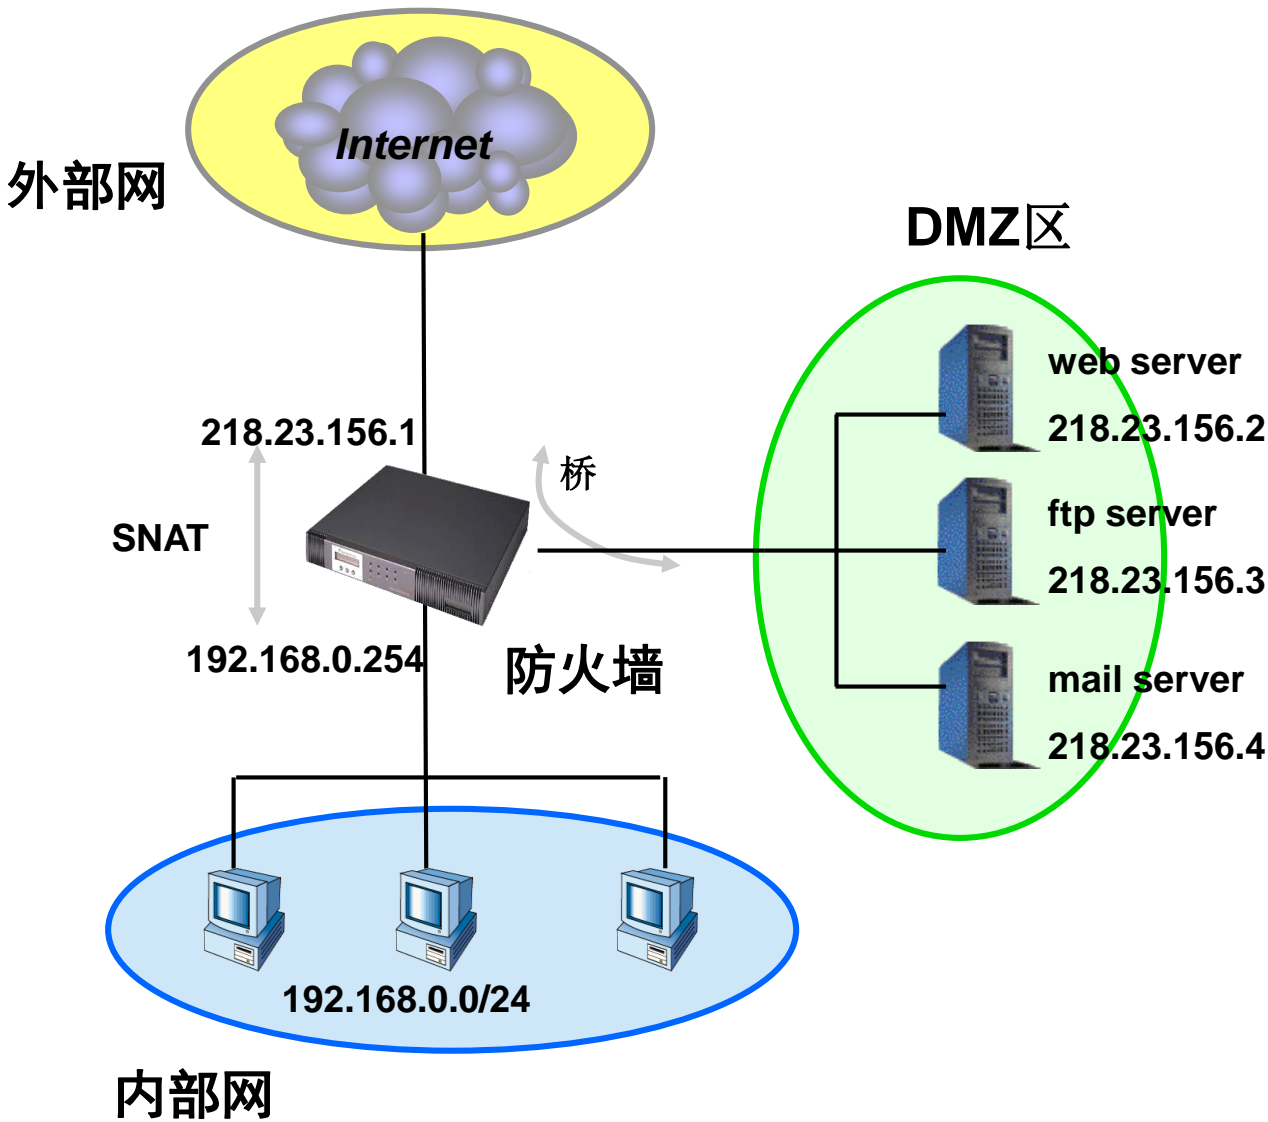 Internet
外部网
DMZ区
web server
218.23.156.2
218.23.156.1
桥
SNAT
ftp server
218.23.156.3
192.168.0.254
防火墙
mail server
218.23.156.4
192.168.0.0/24
内部网